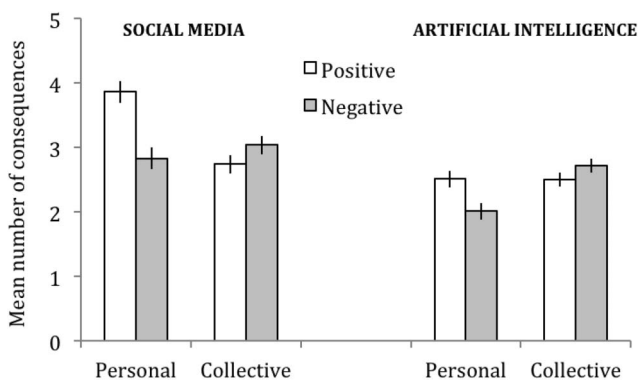 SOCIAL MEDIA
ARTIFICIAL INTELLIGENCE
Positive
Negative
Mean number of consequences
5
4
3
2
1
0
Personal Collective Personal Collective